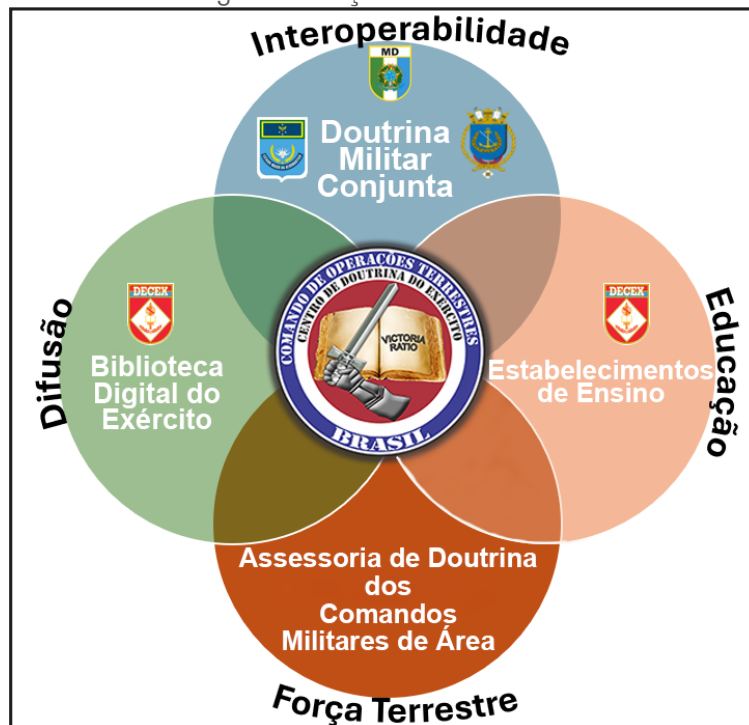 Interoperabilidade
MD
Doutrina
Militar
Conjunta
DECEX
Biblioteca
Digital do
Exército
Difusão
COMANDO DE OPERAÇÕES TERRESTRES
CENTRO DE DOUTRINA DO EXÉRCITO
VICTORIA
RATIO
BRASIL
DECEX
Estabelecimentos
de Ensino
Educação
Assessoria de Doutrina
dos
Comandos
Militares de Área
Força Terrestre